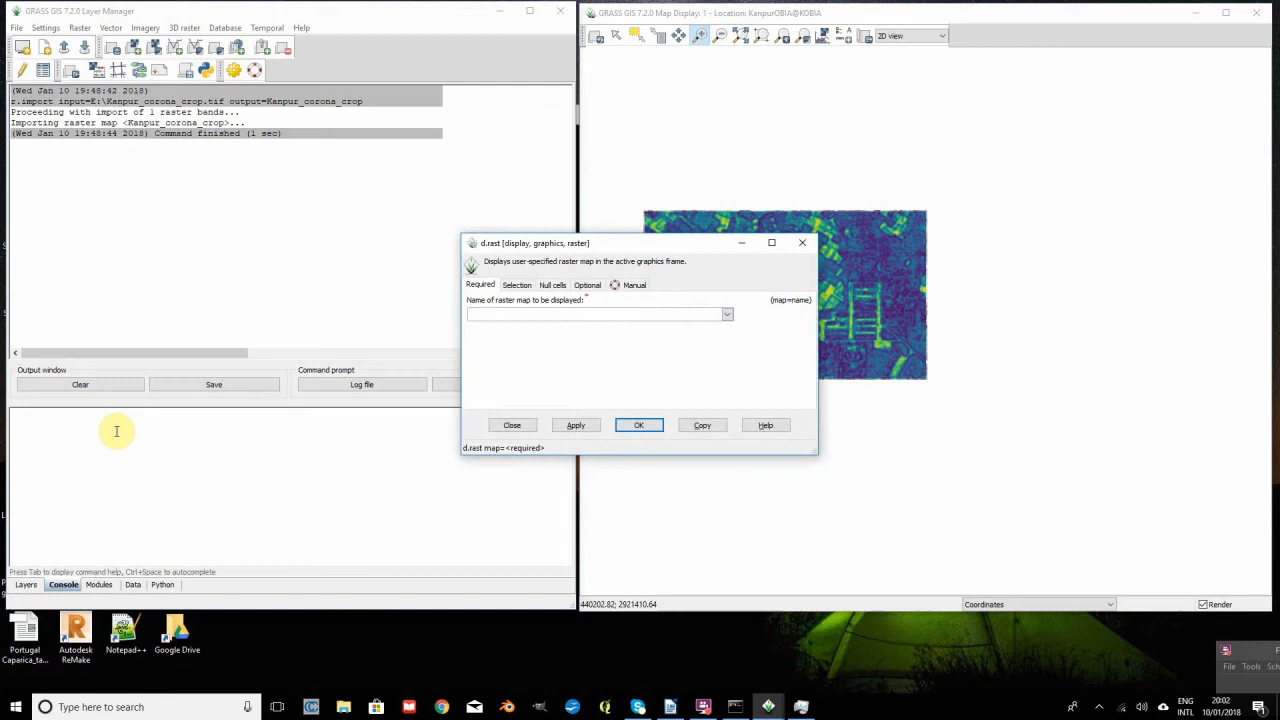 GRASS GIS 7.2.0 Layer Manager
File Settings Raster Vector Imagery 3D raster Database Temporal Help
(Wed Jan 10 19:48:42 2018)
r.import input=E:\Kanpur_corona_crop.tif output=Kanpur_corona_crop
Proceeding with import of 1 raster bands...
Importing raster map <Kanpur_corona_crop>...
(Wed Jan 10 19:48:44 2018) Command finished (1 sec)
Output window
Command prompt
Clear
Save
Log file
Press Tab to display command help, Ctrl+Space to autocomplete
Layers Console Modules Data Python
GRASS GIS 7.2.0 Map Display: 1 - Location: KanpurOBIA@KOBIA
2D view
d.rast [display, graphics, raster]
Displays user-specified raster map in the active graphics frame.
Required Selection Null cells Optional Manual
Name of raster map to be displayed:* (map=name)
Close Apply OK Copy Help
d.rast map=<required>
440202.82; 2921410.64
Coordinates
Render
Portugal
Caparica_ta...
Autodesk
ReMake
Notepad++
Google Drive
File Tools Sch
Type here to search
ENG
INTL
20:02
10/01/2018